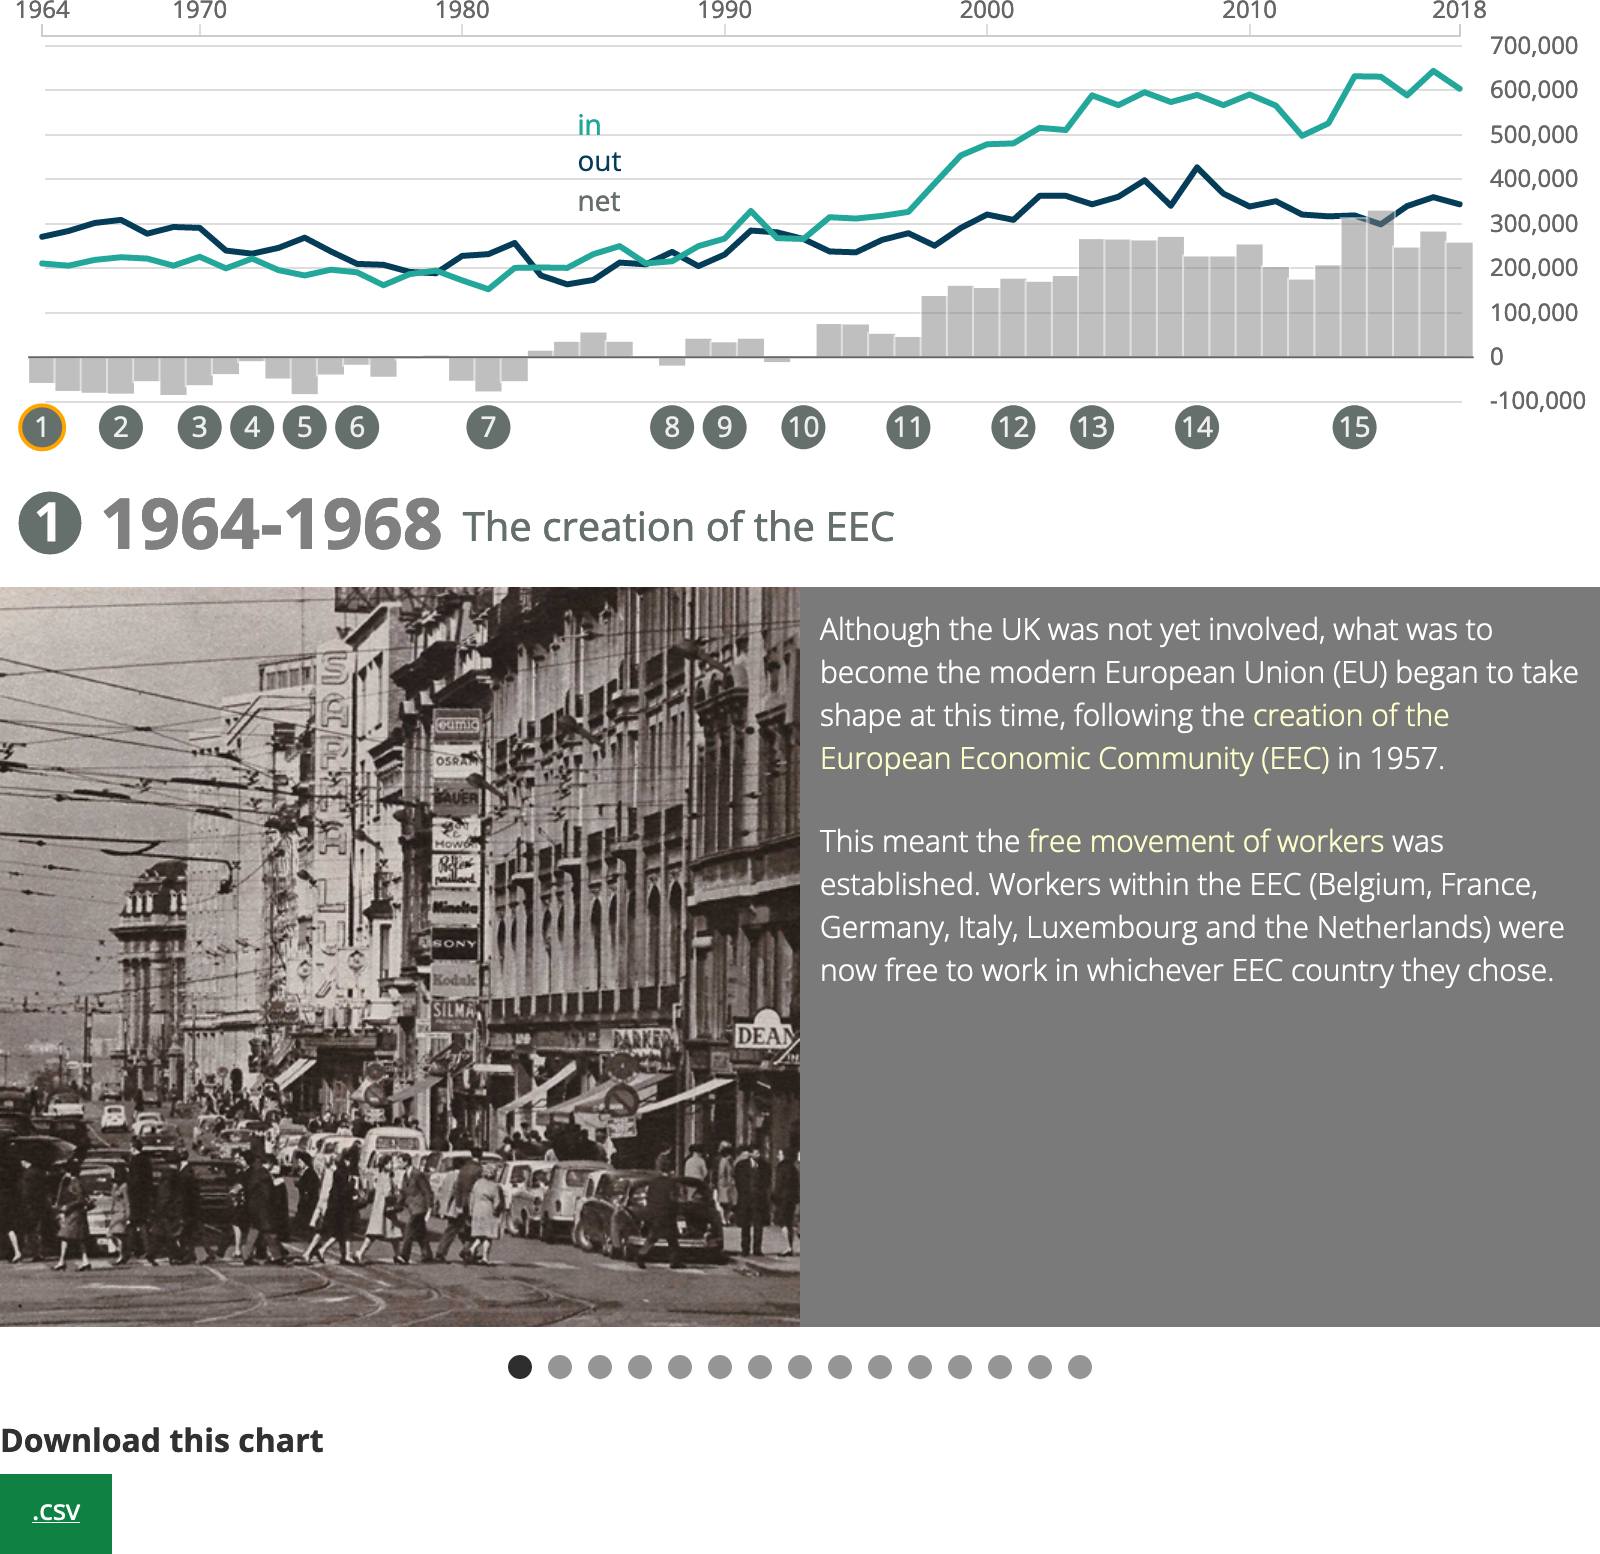 1964 1970 1980 1990 2000 2010 2018
700,000
600,000
in
500,000
out
400,000
net
300,000
200,000
100,000
0
-100,000
1 2 3 4 5 6 7 8 9 10 11 12 13 14 15
1 1964-1968 The creation of the EEC
Although the UK was not yet involved, what was to
become the modern European Union (EU) began to take
shape at this time, following the creation of the
European Economic Community (EEC) in 1957.
This meant the free movement of workers was
established. Workers within the EEC (Belgium, France,
Germany, Italy, Luxembourg and the Netherlands) were
now free to work in whichever EEC country they chose.
eumig
OSRAM
BAUER
Minolta
SONY
Kodak
SILMA
PARKER
DEAN
Download this chart
.csv